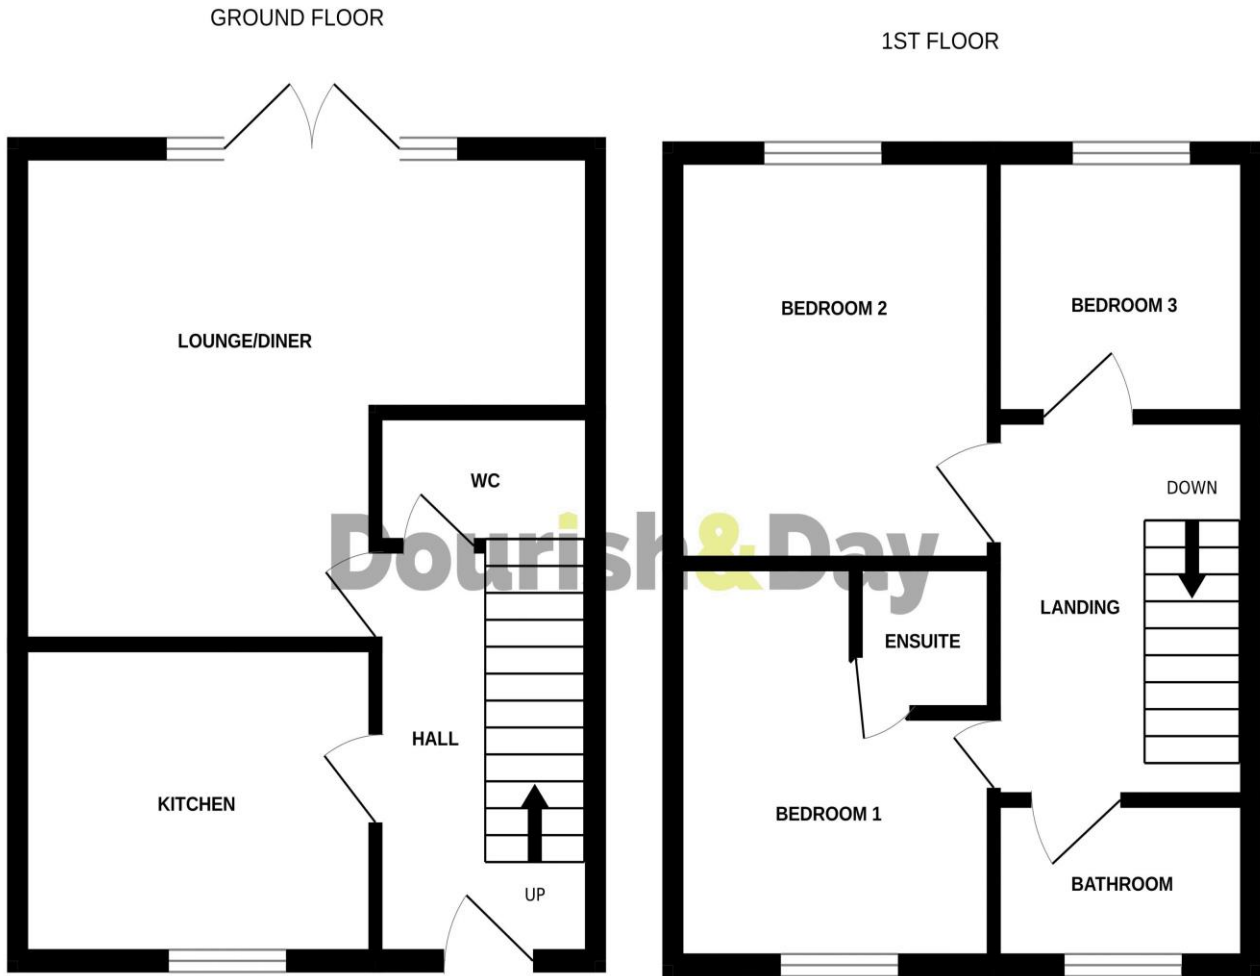 GROUND FLOOR
1ST FLOOR
LOUNGE/DINER
WC
HALL
KITCHEN
UP
BEDROOM 2
BEDROOM 3
DOWN
LANDING
ENSUITE
BEDROOM 1
BATHROOM
Dourish&Day